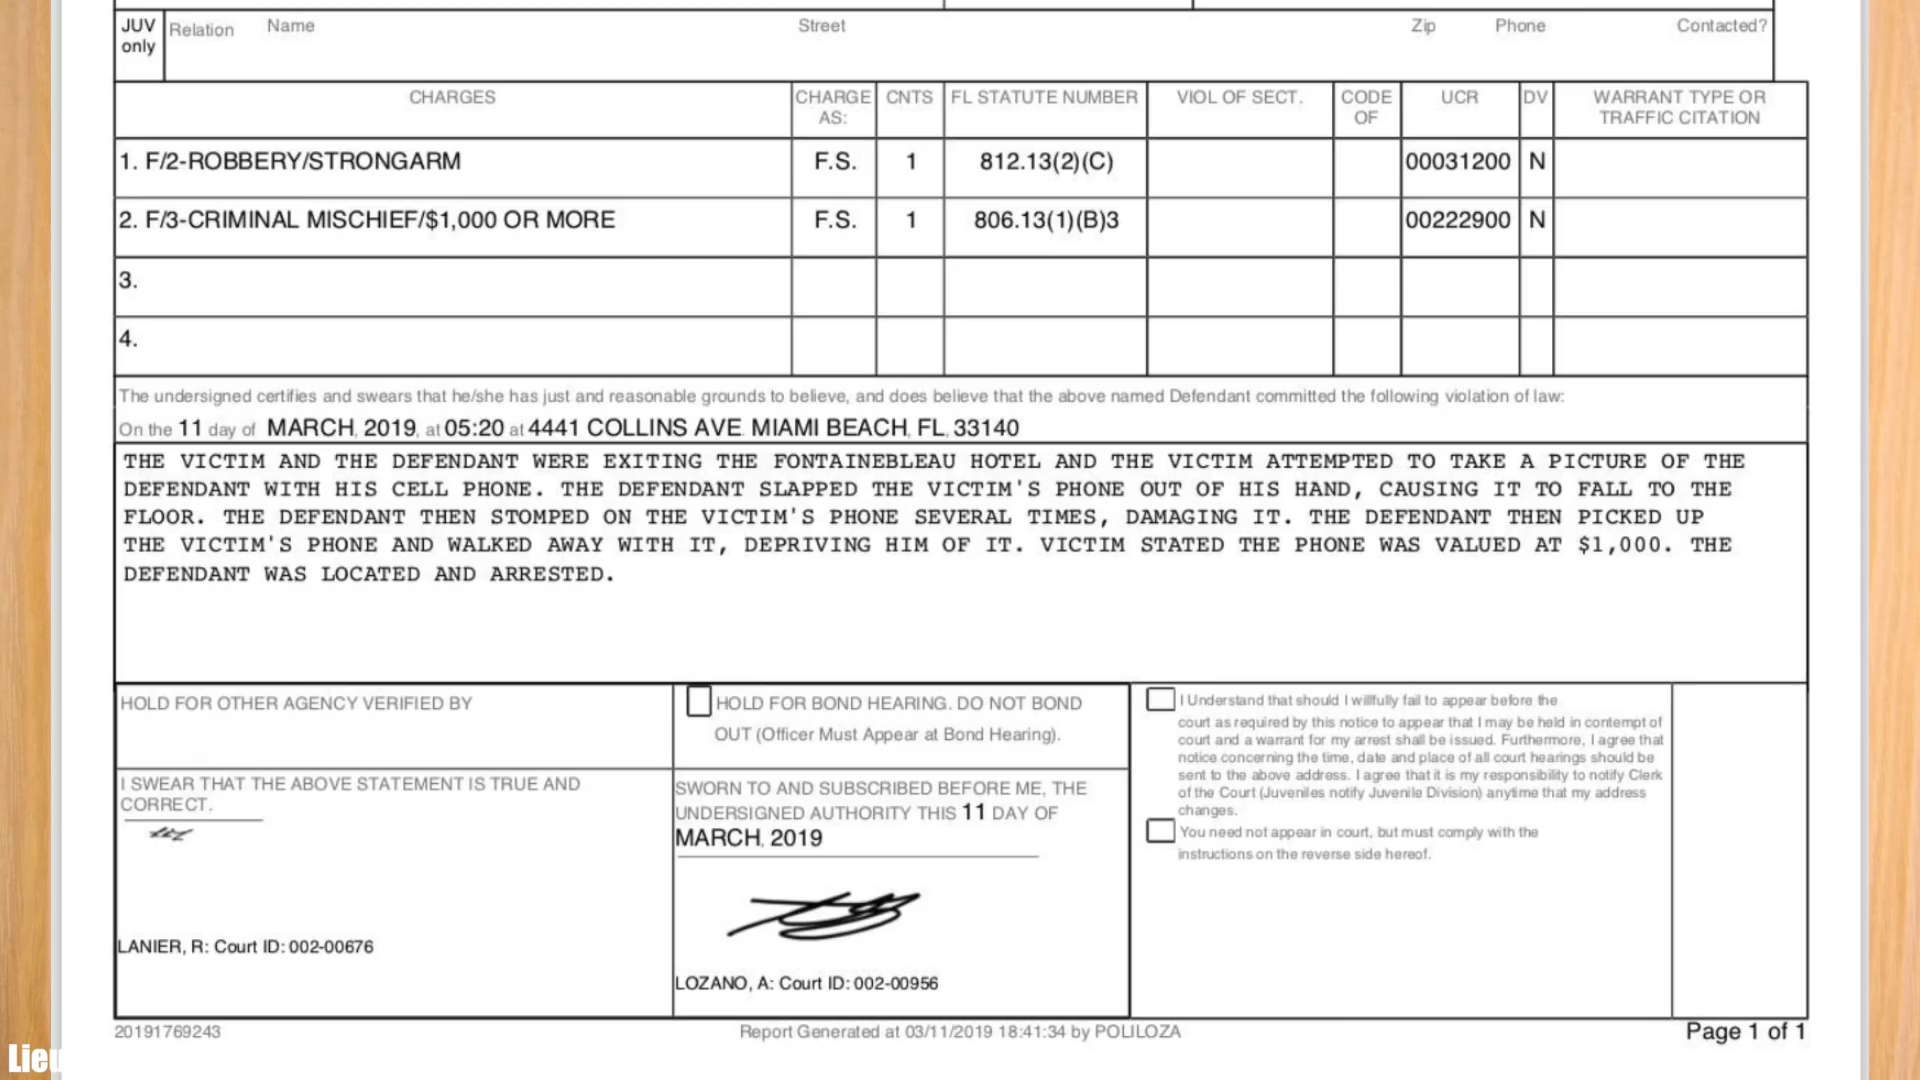 JUV only
Relation Name Street Zip Phone Contacted?
CHARGES CHARGE AS: CNTS FL STATUTE NUMBER VIOL OF SECT. CODE OF UCR DV WARRANT TYPE OR TRAFFIC CITATION
1. F/2-ROBBERY/STRONGARM F.S. 1 812.13(2)(C) 00031200 N
2. F/3-CRIMINAL MISCHIEF/$1,000 OR MORE F.S. 1 806.13(1)(B)3 00222900 N
3.
4.
The undersigned certifies and swears that he/she has just and reasonable grounds to believe, and does believe that the above named Defendant committed the following violation of law:
On the 11 day of MARCH, 2019, at 05:20 at 4441 COLLINS AVE MIAMI BEACH, FL, 33140
THE VICTIM AND THE DEFENDANT WERE EXITING THE FONTAINEBLEAU HOTEL AND THE VICTIM ATTEMPTED TO TAKE A PICTURE OF THE
DEFENDANT WITH HIS CELL PHONE. THE DEFENDANT SLAPPED THE VICTIM'S PHONE OUT OF HIS HAND, CAUSING IT TO FALL TO THE
FLOOR. THE DEFENDANT THEN STOMPED ON THE VICTIM'S PHONE SEVERAL TIMES, DAMAGING IT. THE DEFENDANT THEN PICKED UP
THE VICTIM'S PHONE AND WALKED AWAY WITH IT, DEPRIVING HIM OF IT. VICTIM STATED THE PHONE WAS VALUED AT $1,000. THE
DEFENDANT WAS LOCATED AND ARRESTED.
HOLD FOR OTHER AGENCY VERIFIED BY
HOLD FOR BOND HEARING. DO NOT BOND
OUT (Officer Must Appear at Bond Hearing).
I SWEAR THAT THE ABOVE STATEMENT IS TRUE AND
CORRECT.
LANIER, R: Court ID: 002-00676
SWORN TO AND SUBSCRIBED BEFORE ME, THE
UNDERSIGNED AUTHORITY THIS 11 DAY OF
MARCH, 2019
LOZANO, A: Court ID: 002-00956
I Understand that should I willfully fail to appear before the
court as required by this notice to appear that I may be held in contempt of
court and a warrant for my arrest shall be issued. Furthermore, I agree that
notice concerning the time, date and place of all court hearings should be
sent to the above address. I agree that it is my responsibility to notify Clerk
of the Court (Juveniles notify Juvenile Division) anytime that my address
changes.
You need not appear in court, but must comply with the
instructions on the reverse side hereof.
20191769243 Report Generated at 03/11/2019 18:41:34 by POLILOZA Page 1 of 1